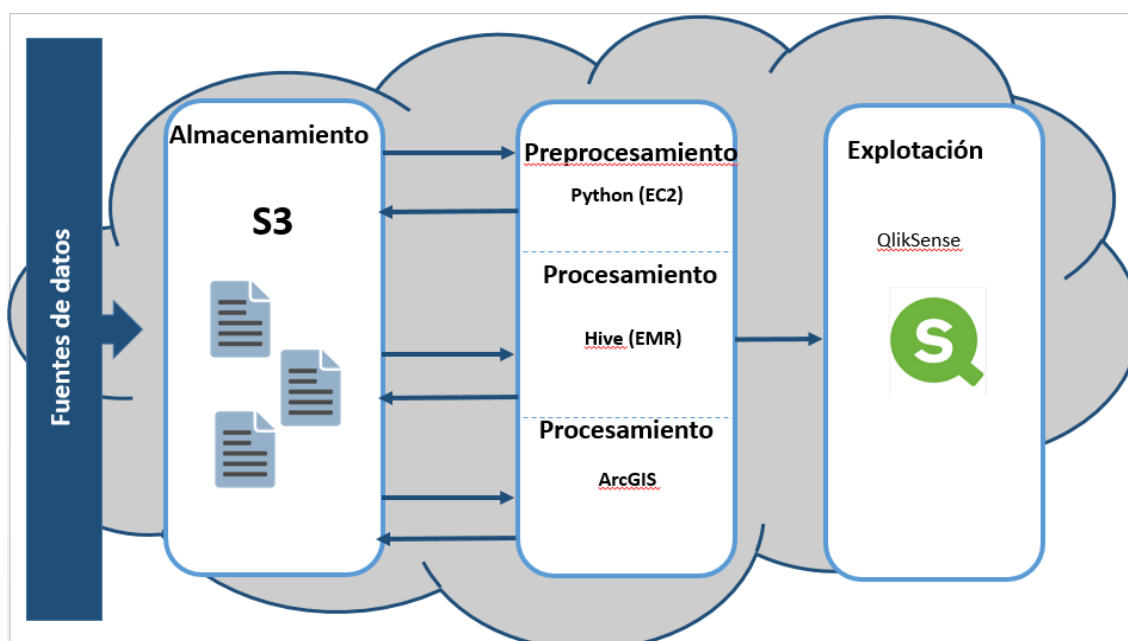 Fuentes de datos
Almacenamiento
S3
Preprocesamiento
Python (EC2)
Procesamiento
Hive (EMR)
Procesamiento
ArcGIS
Explotación
QlikSense
S